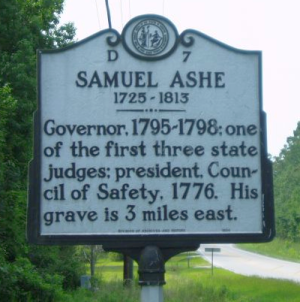 D 7
SAMUEL ASHE
1725-1813
Governor, 1795-1798; one
of the first three state
judges; president, Coun-
cil of Safety, 1776. His
grave is 3 miles east.